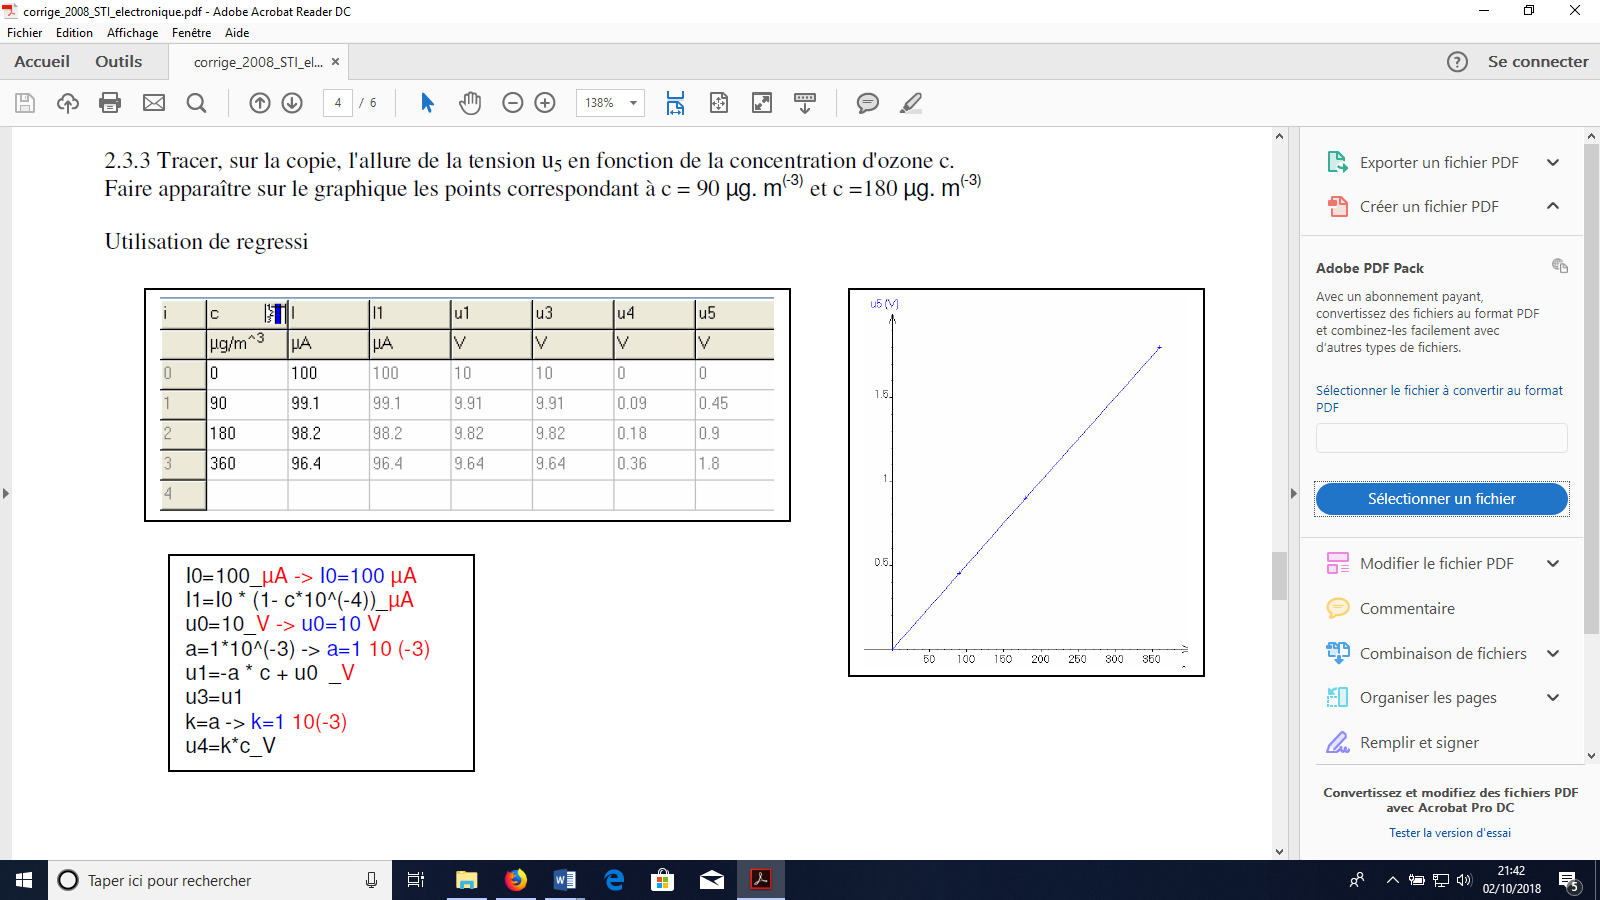 corrige_2008_STI_electronique.pdf - Adobe Acrobat Reader DC
Fichier Edition Affichage Fenêtre Aide
Accueil Outils corrige_2008_STI_el... × Se connecter
4 / 6 138%
2.3.3 Tracer, sur la copie, l'allure de la tension u5 en fonction de la concentration d'ozone c.
Faire apparaître sur le graphique les points correspondant à c = 90 µg. m(-3) et c =180 µg. m(-3)
Utilisation de regressi
i c I I1 u1 u3 u4 u5
µg/m^3 µA µA V V V V
0 0 100 100 10 10 0 0
1 90 99.1 99.1 9.91 9.91 0.09 0.45
2 180 98.2 98.2 9.82 9.82 0.18 0.9
3 360 96.4 96.4 9.64 9.64 0.36 1.8
4
u5 (V)
1.5
1
0.5
50 100 150 200 250 300 350
I0=100_µA -> I0=100 µA
I1=I0 * (1- c*10^(-4))_µA
u0=10_V -> u0=10 V
a=1*10^(-3) -> a=1 10 (-3)
u1=-a * c + u0 _V
u3=u1
k=a -> k=1 10(-3)
u4=k*c_V
Exporter un fichier PDF
Créer un fichier PDF
Adobe PDF Pack
Avec un abonnement payant,
convertissez des fichiers au format PDF
et combinez-les facilement avec
d'autres types de fichiers.
Sélectionner le fichier à convertir au format
PDF
Sélectionner un fichier
Modifier le fichier PDF
Commentaire
Combinaison de fichiers
Organiser les pages
Remplir et signer
Convertissez et modifiez des fichiers PDF
avec Acrobat Pro DC
Tester la version d'essai
Taper ici pour rechercher
21:42
02/10/2018
5